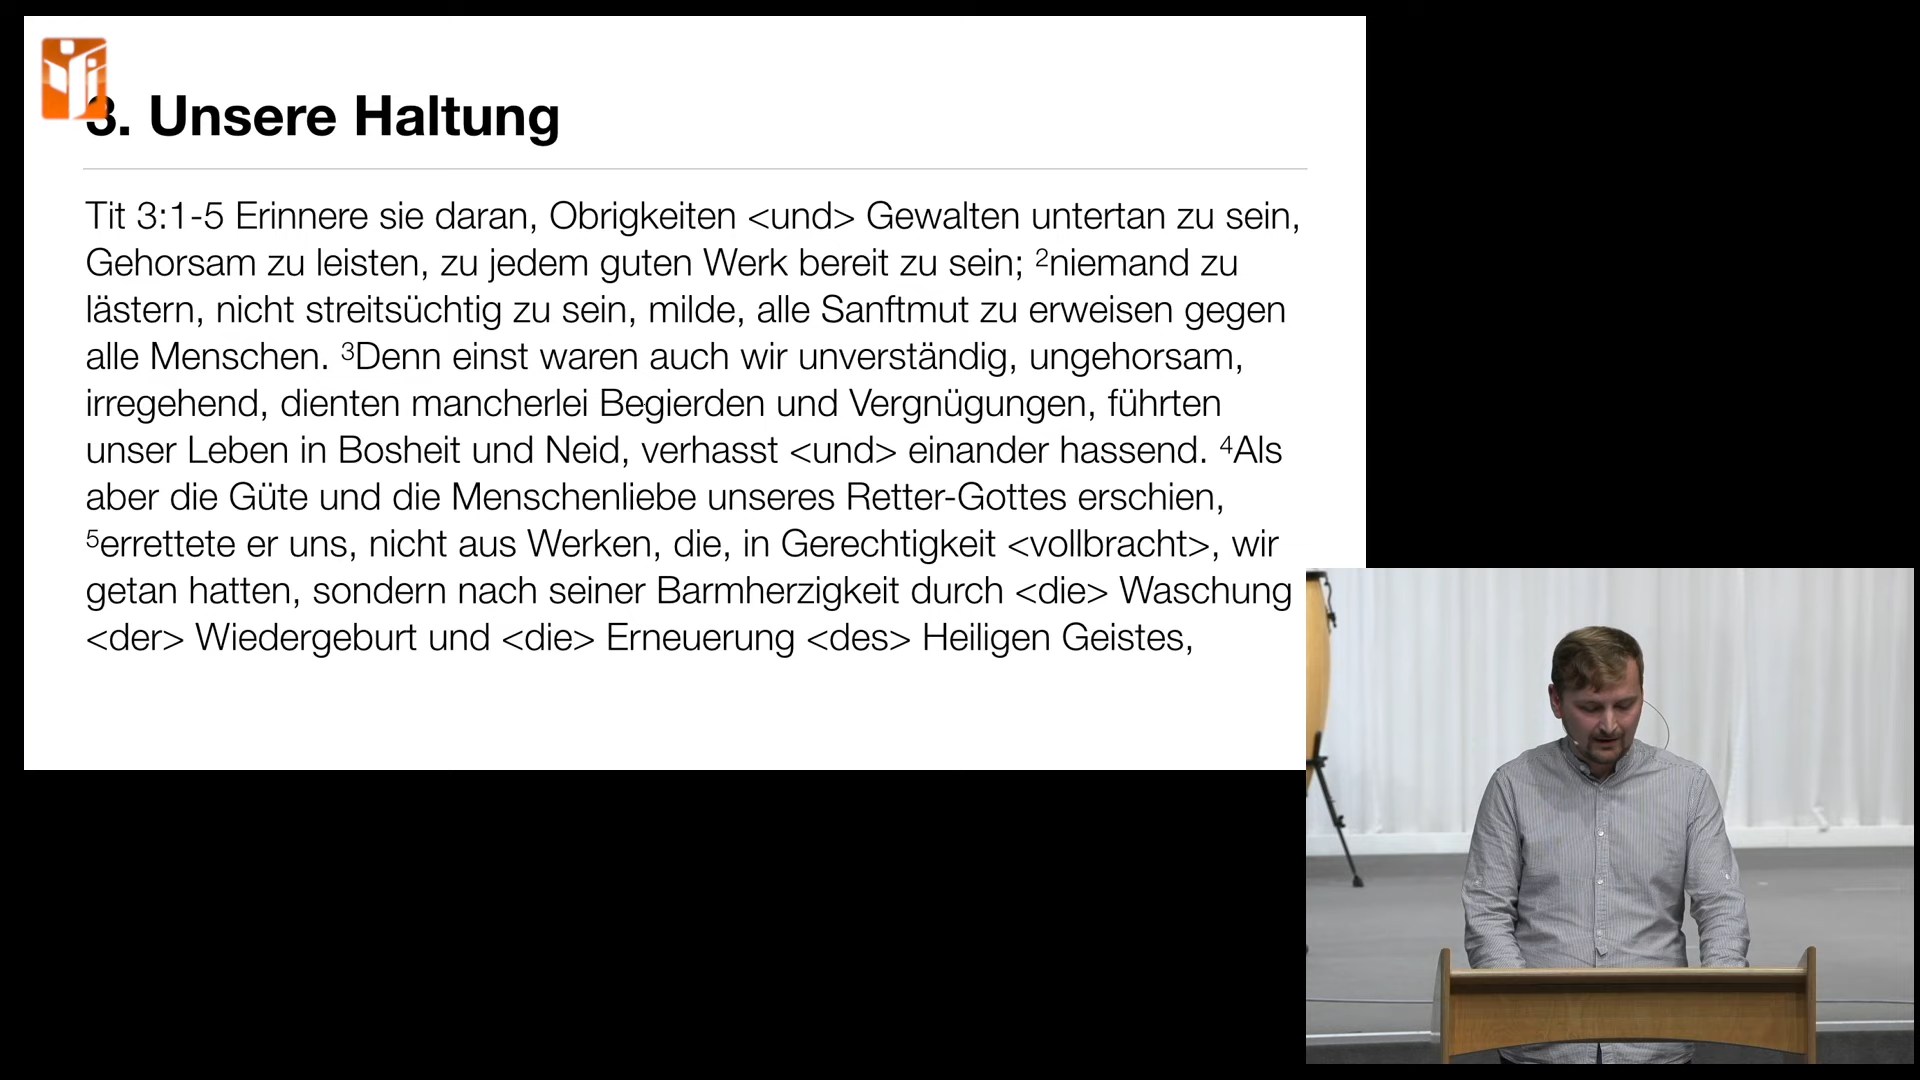 3. Unsere Haltung
Tit 3:1-5 Erinnere sie daran, Obrigkeiten <und> Gewalten untertan zu sein,
Gehorsam zu leisten, zu jedem guten Werk bereit zu sein; ²niemand zu
lästern, nicht streitsüchtig zu sein, milde, alle Sanftmut zu erweisen gegen
alle Menschen. ³Denn einst waren auch wir unverständig, ungehorsam,
irregehend, dienten mancherlei Begierden und Vergnügungen, führten
unser Leben in Bosheit und Neid, verhasst <und> einander hassend. ⁴Als
aber die Güte und die Menschenliebe unseres Retter-Gottes erschien,
⁵errettete er uns, nicht aus Werken, die, in Gerechtigkeit <vollbracht>, wir
getan hatten, sondern nach seiner Barmherzigkeit durch <die> Waschung
<der> Wiedergeburt und <die> Erneuerung <des> Heiligen Geistes,